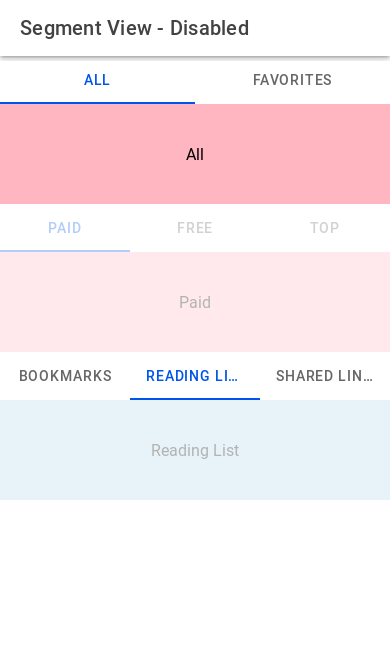 Segment View - Disabled
ALL
FAVORITES
All
PAID
FREE
TOP
Paid
BOOKMARKS
READING LI...
SHARED LIN...
Reading List